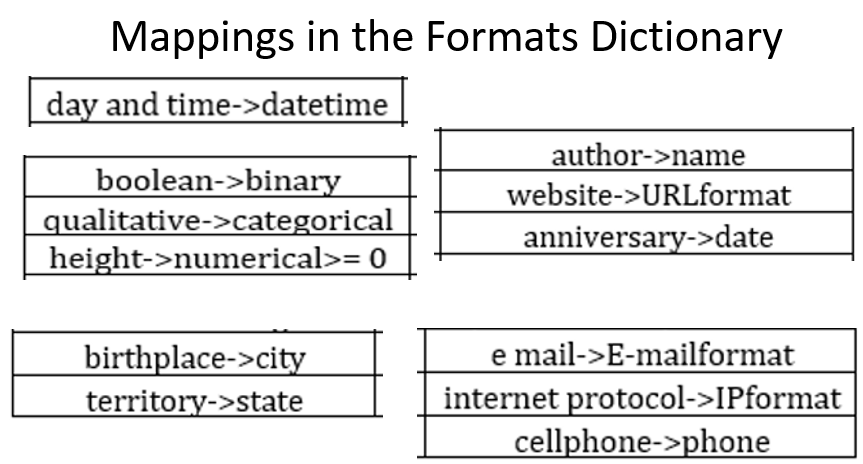 Mappings in the Formats Dictionary
day and time->datetime
boolean->binary
qualitative->categorical
height->numerical>= 0
author->name
website->URLformat
anniversary->date
birthplace->city
territory->state
e mail->E-mailformat
internet protocol->IPformat
cellphone->phone